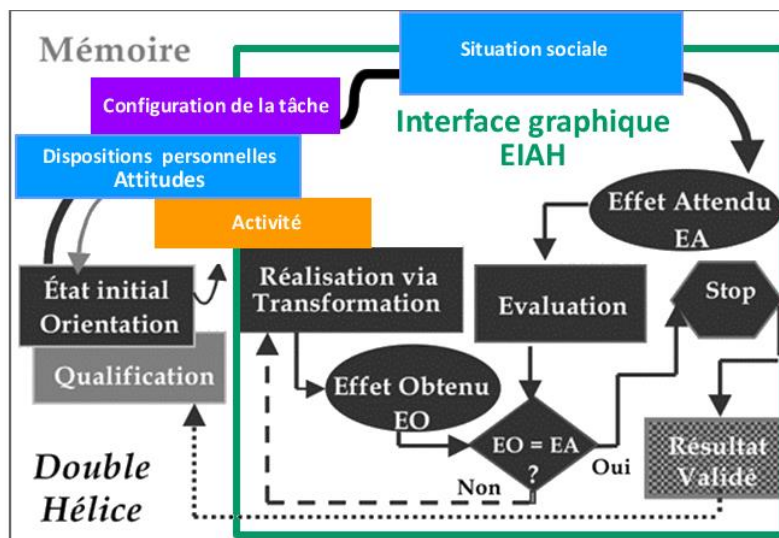 Mémoire
Situation sociale
Configuration de la tâche
Interface graphique
EIAH
Dispositions personnelles
Attitudes
Activité
Effet Attendu
EA
État initial
Orientation
Réalisation via
Transformation
Evaluation
Stop
Qualification
Effet Obtenu
EO
EO = EA
?
Oui
Non
Résultat
Validé
Double
Hélice